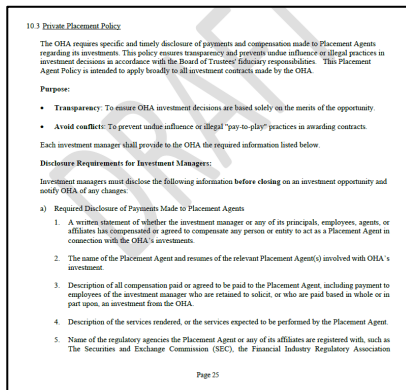 DRAFT
10.3 Private Placement Policy
The OHA requires specific and timely disclosure of payments and compensation made to Placement Agents
regarding its investments. This policy ensures transparency and prevents undue influence or illegal practices in
investment decisions in accordance with the Board of Trustees' fiduciary responsibilities. This Placement
Agent Policy is intended to apply broadly to all investment contracts made by the OHA.
Purpose:
• Transparency: To ensure OHA investment decisions are based solely on the merits of the opportunity.
• Avoid conflicts: To prevent undue influence or illegal "pay-to-play" practices in awarding contracts.
Each investment manager shall provide to the OHA the required information listed below.
Disclosure Requirements for Investment Managers:
Investment managers must disclose the following information before closing on an investment opportunity and
notify OHA of any changes:
a) Required Disclosure of Payments Made to Placement Agents
1. A written statement of whether the investment manager or any of its principals, employees, agents, or
affiliates has compensated or agreed to compensate any person or entity to act as a Placement Agent in
connection with the OHA's investments.
2. The name of the Placement Agent and resumes of the relevant Placement Agent(s) involved with OHA's
investment.
3. Description of all compensation paid or agreed to be paid to the Placement Agent, including payment to
employees of the investment manager who are retained to solicit, or who are paid based in whole or in
part upon, an investment from the OHA.
4. Description of the services rendered, or the services expected to be performed by the Placement Agent.
5. Name of the regulatory agencies the Placement Agent or any of its affiliates are registered with, such as
The Securities and Exchange Commission (SEC), the Financial Industry Regulatory Association
Page 25